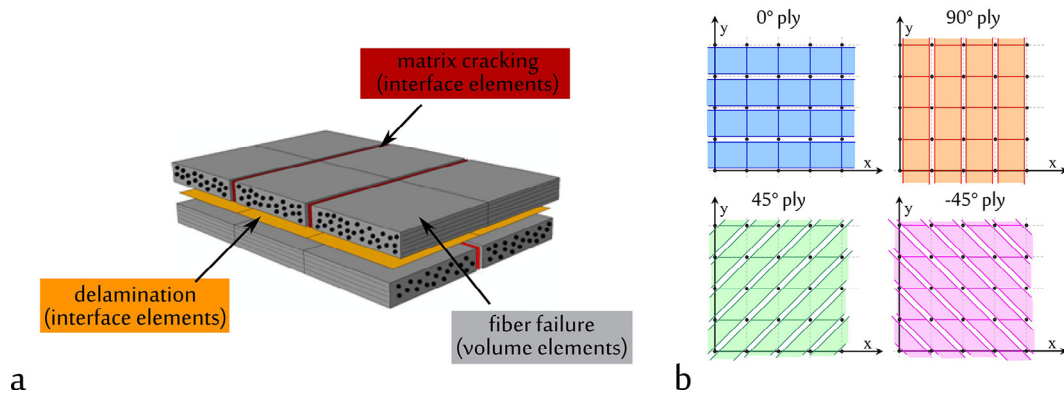 matrix cracking
(interface elements)
delamination
(interface elements)
fiber failure
(volume elements)
a
0° ply
y
x
90° ply
y
x
45° ply
y
x
-45° ply
y
x
b